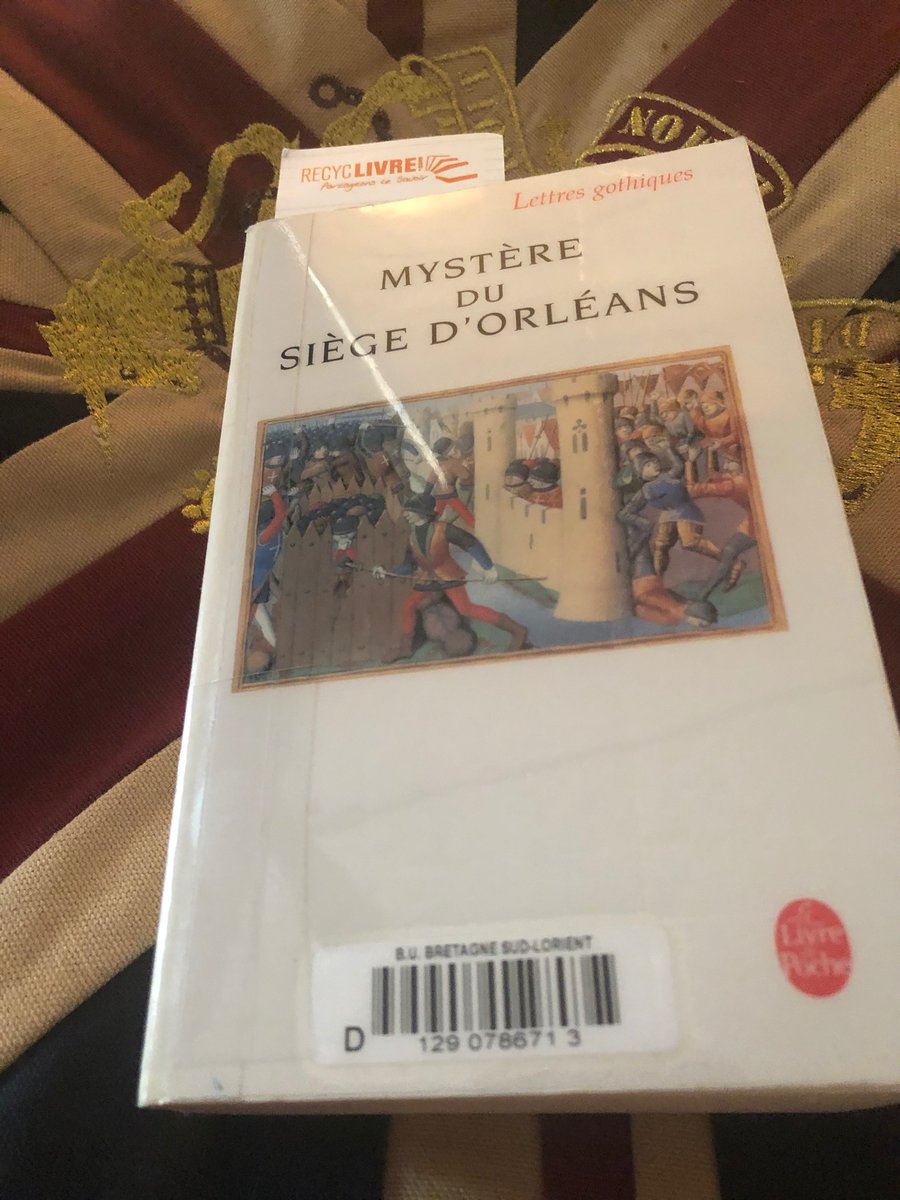 RECYCLIVRE!
Partageons le Savoir
Lettres gothiques
MYSTÈRE
DU
SIÈGE D'ORLÉANS
Le
Livre
de
Poche
B.U. BRETAGNE SUD-LORIENT
D
129 078671 3